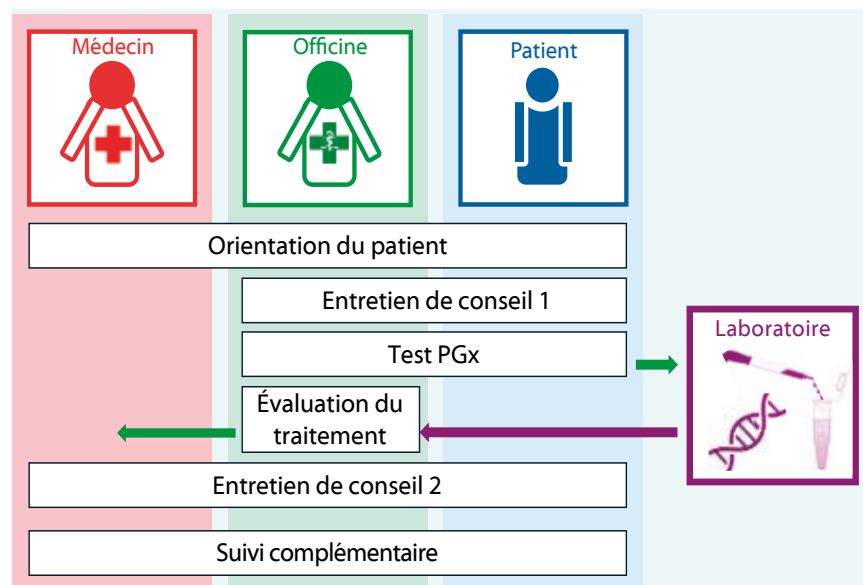 Médecin
Officine
Patient
Orientation du patient
Entretien de conseil 1
Laboratoire
Test PGx
Évaluation du
traitement
Entretien de conseil 2
Suivi complémentaire